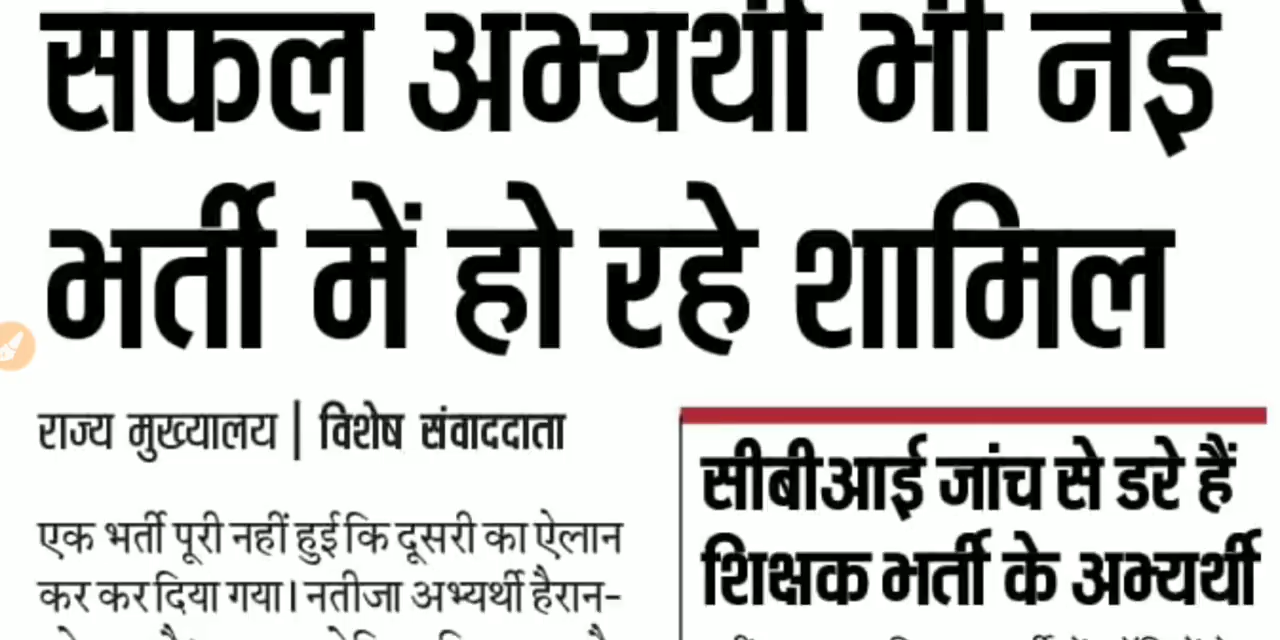 सफल अभ्यर्थी भी नई
भर्ती में हो रहे शामिल
राज्य मुख्यालय | विशेष संवाददाता
एक भर्ती पूरी नहीं हुई कि दूसरी का ऐलान
कर कर दिया गया। नतीजा अभ्यर्थी हैरान-
सीबीआई जांच से डरे हैं
शिक्षक भर्ती के अभ्यर्थी